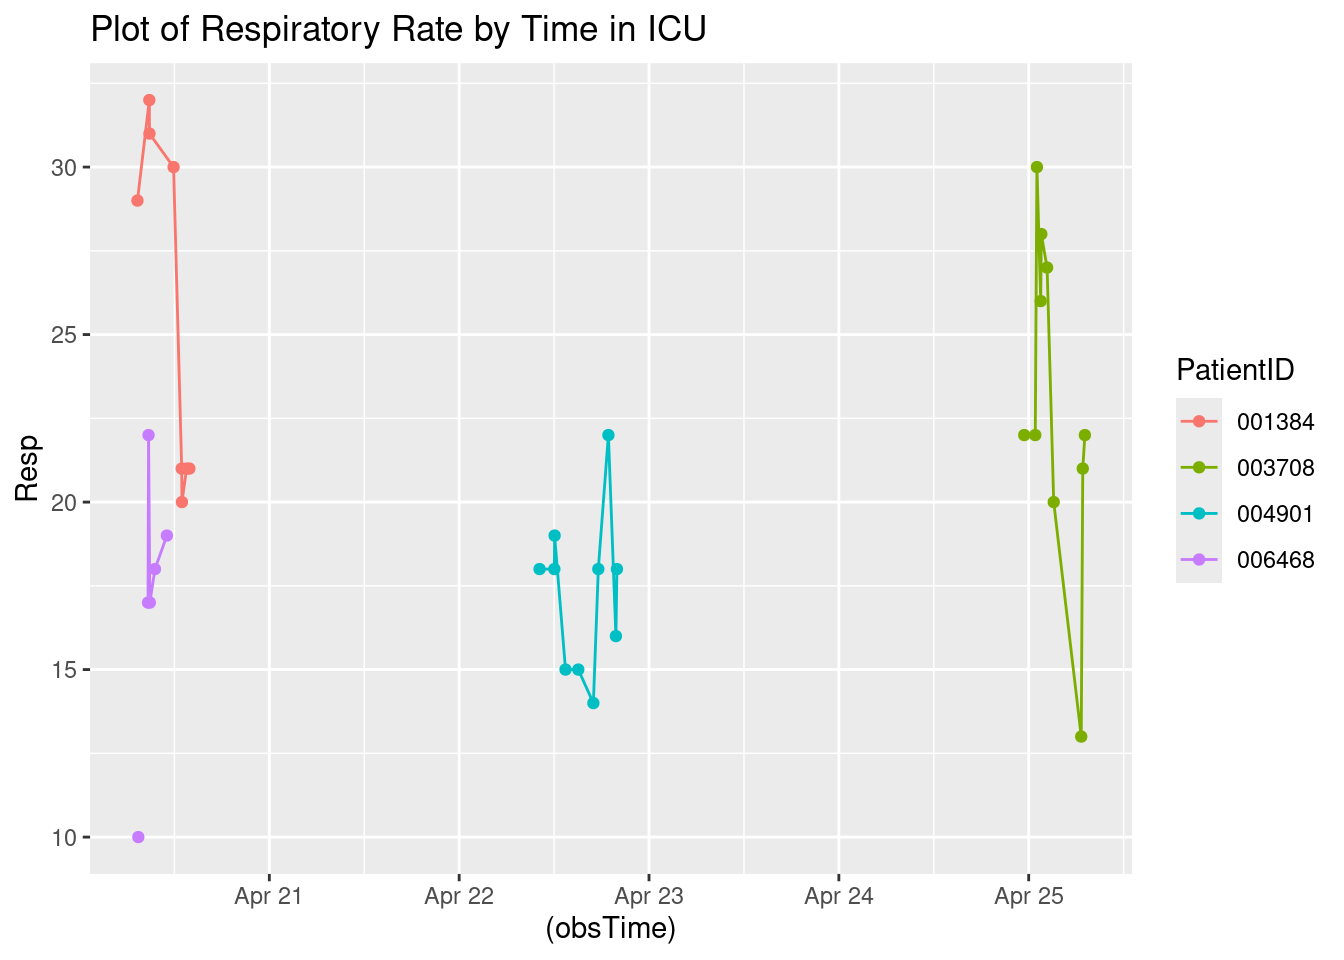 Plot of Respiratory Rate by Time in ICU
30
25
20
15
10
Resp
Apr 21 Apr 22 Apr 23 Apr 24 Apr 25
(obsTime)
PatientID
001384
003708
004901
006468